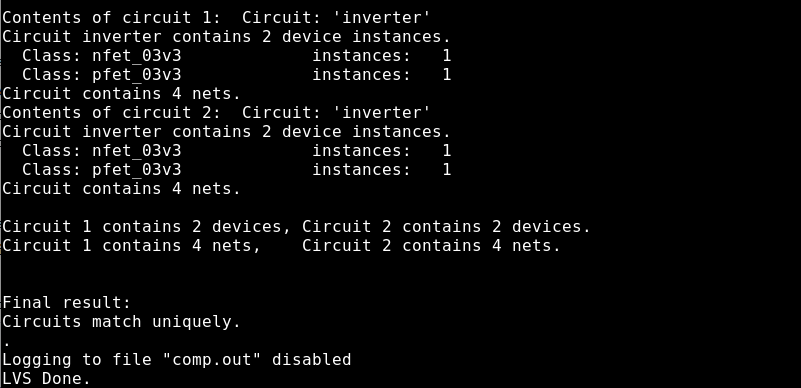 Contents of circuit 1:  Circuit: 'inverter'
Circuit inverter contains 2 device instances.
  Class: nfet_03v3             instances:   1
  Class: pfet_03v3             instances:   1
Circuit contains 4 nets.
Contents of circuit 2:  Circuit: 'inverter'
Circuit inverter contains 2 device instances.
  Class: nfet_03v3             instances:   1
  Class: pfet_03v3             instances:   1
Circuit contains 4 nets.

Circuit 1 contains 2 devices, Circuit 2 contains 2 devices.
Circuit 1 contains 4 nets,    Circuit 2 contains 4 nets.


Final result:
Circuits match uniquely.
.
Logging to file "comp.out" disabled
LVS Done.